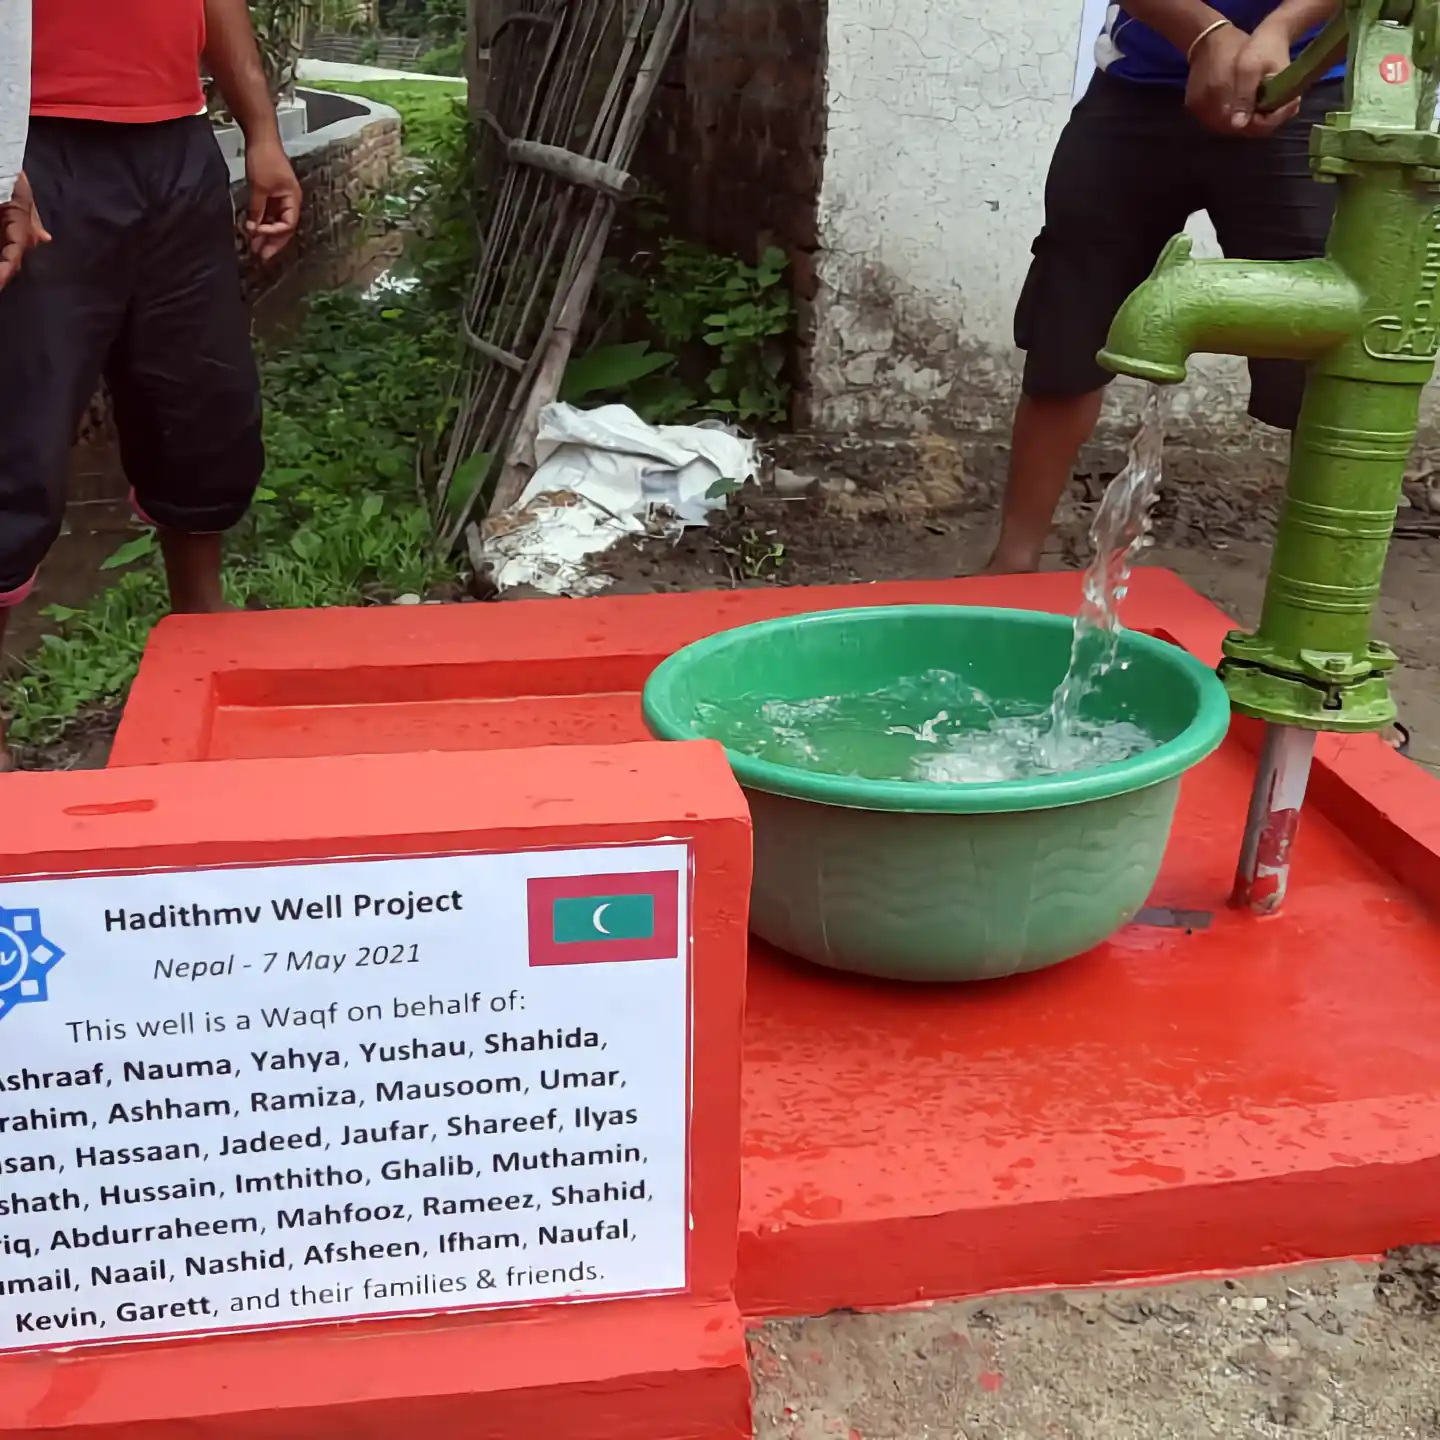 Hadithmv Well Project
Nepal - 7 May 2021
This well is a Waqf on behalf of:
Nauma, Yahya, Yushau, Shahida,
Ashham, Ramiza, Mausoom, Umar,
Hassaan, Jadeed, Jaufar, Shareef, Ilyas
Hussain, Imthitho, Ghalib, Muthamin,
Abdurraheem, Mahfooz, Rameez, Shahid,
Naail, Nashid, Afsheen, Ifham, Naufal,
Kevin, Garett, and their families & friends.